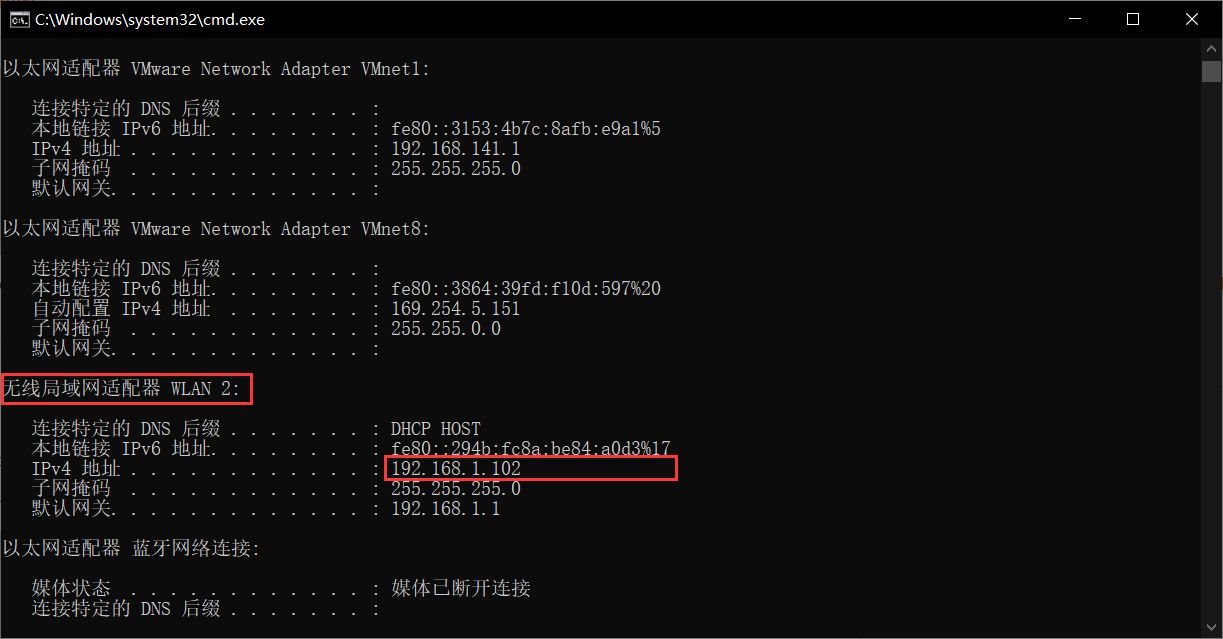 C:\Windows\system32\cmd.exe
以太网适配器 VMware Network Adapter VMnet1:
连接特定的 DNS 后缀 . . . . . . . :
本地链接 IPv6 地址. . . . . . . . : fe80::3153:4b7c:8afb:e9a1%5
IPv4 地址 . . . . . . . . . . . . : 192.168.141.1
子网掩码  . . . . . . . . . . . . : 255.255.255.0
默认网关. . . . . . . . . . . . . :
以太网适配器 VMware Network Adapter VMnet8:
连接特定的 DNS 后缀 . . . . . . . :
本地链接 IPv6 地址. . . . . . . . : fe80::3864:39fd:f10d:597%20
自动配置 IPv4 地址  . . . . . . . : 169.254.5.151
子网掩码  . . . . . . . . . . . . : 255.255.0.0
默认网关. . . . . . . . . . . . . :
无线局域网适配器 WLAN 2:
连接特定的 DNS 后缀 . . . . . . . : DHCP HOST
本地链接 IPv6 地址. . . . . . . . : fe80::294b:fc8a:be84:a0d3%17
IPv4 地址 . . . . . . . . . . . . : 192.168.1.102
子网掩码  . . . . . . . . . . . . : 255.255.255.0
默认网关. . . . . . . . . . . . . : 192.168.1.1
以太网适配器 蓝牙网络连接:
媒体状态  . . . . . . . . . . . . : 媒体已断开连接
连接特定的 DNS 后缀 . . . . . . . :